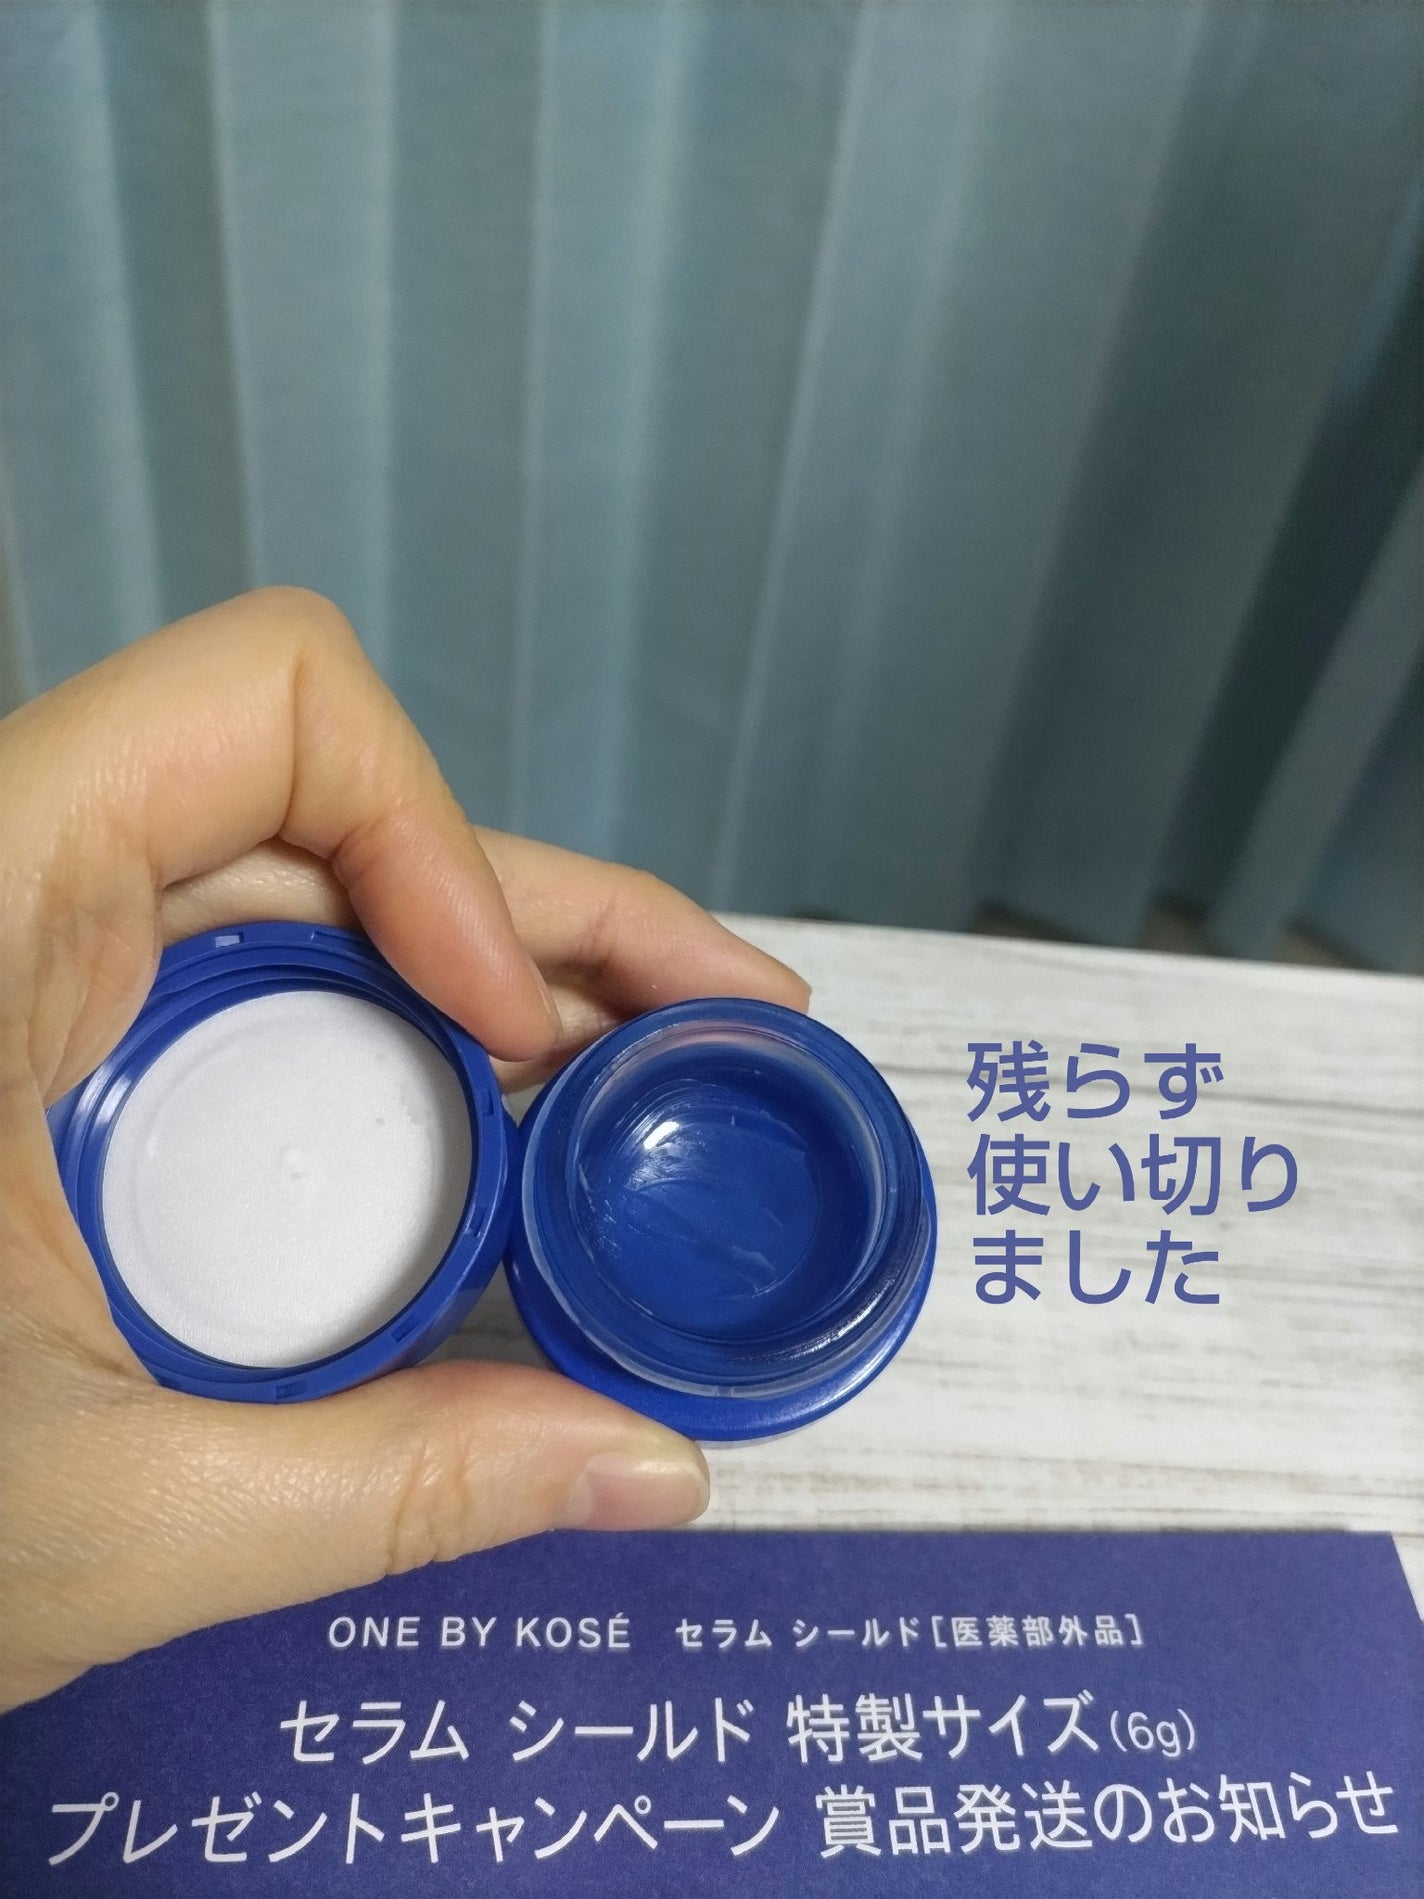 残らず
使い切り
ました
ONE BY KOSÉ セラム シールド[医薬部外品]
セラム シールド 特製サイズ(6g)
プレゼントキャンペーン 賞品発送のお知らせ